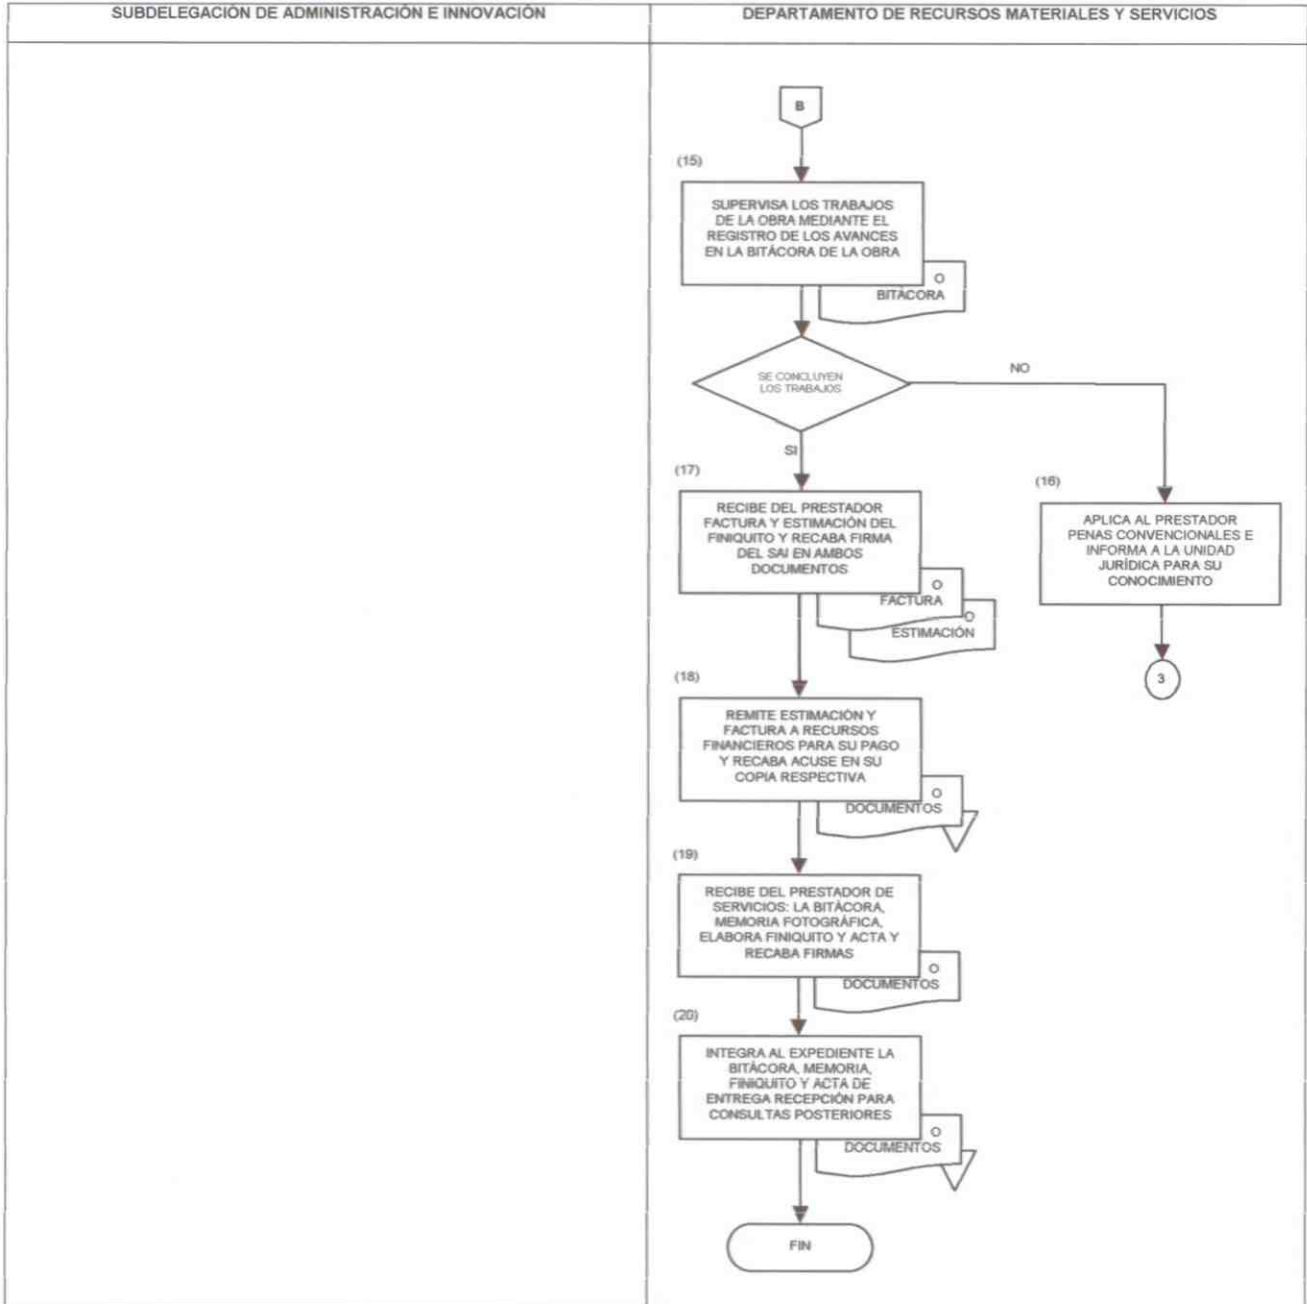 SUBDELEGACIÓN DE ADMINISTRACIÓN E INNOVACIÓN
DEPARTAMENTO DE RECURSOS MATERIALES Y SERVICIOS
B
(15)
SUPERVISA LOS TRABAJOS
DE LA OBRA MEDIANTE EL
REGISTRO DE LOS AVANCES
EN LA BITÁCORA DE LA OBRA
O
BITÁCORA
SE CONCLUYEN
LOS TRABAJOS
NO
SI
(17)
RECIBE DEL PRESTADOR
FACTURA Y ESTIMACIÓN DEL
FINIQUITO Y RECABA FIRMA
DEL SAI EN AMBOS
DOCUMENTOS
O
FACTURA
O
ESTIMACIÓN
(16)
APLICA AL PRESTADOR
PENAS CONVENCIONALES E
INFORMA A LA UNIDAD
JURÍDICA PARA SU
CONOCIMIENTO
3
(18)
REMITE ESTIMACIÓN Y
FACTURA A RECURSOS
FINANCIEROS PARA SU PAGO
Y RECABA ACUSE EN SU
COPIA RESPECTIVA
O
DOCUMENTOS
(19)
RECIBE DEL PRESTADOR DE
SERVICIOS: LA BITÁCORA,
MEMORIA FOTOGRÁFICA,
ELABORA FINIQUITO Y ACTA Y
RECABA FIRMAS
O
DOCUMENTOS
(20)
INTEGRA AL EXPEDIENTE LA
BITÁCORA, MEMORIA,
FINIQUITO Y ACTA DE
ENTREGA RECEPCIÓN PARA
CONSULTAS POSTERIORES
O
DOCUMENTOS
FIN